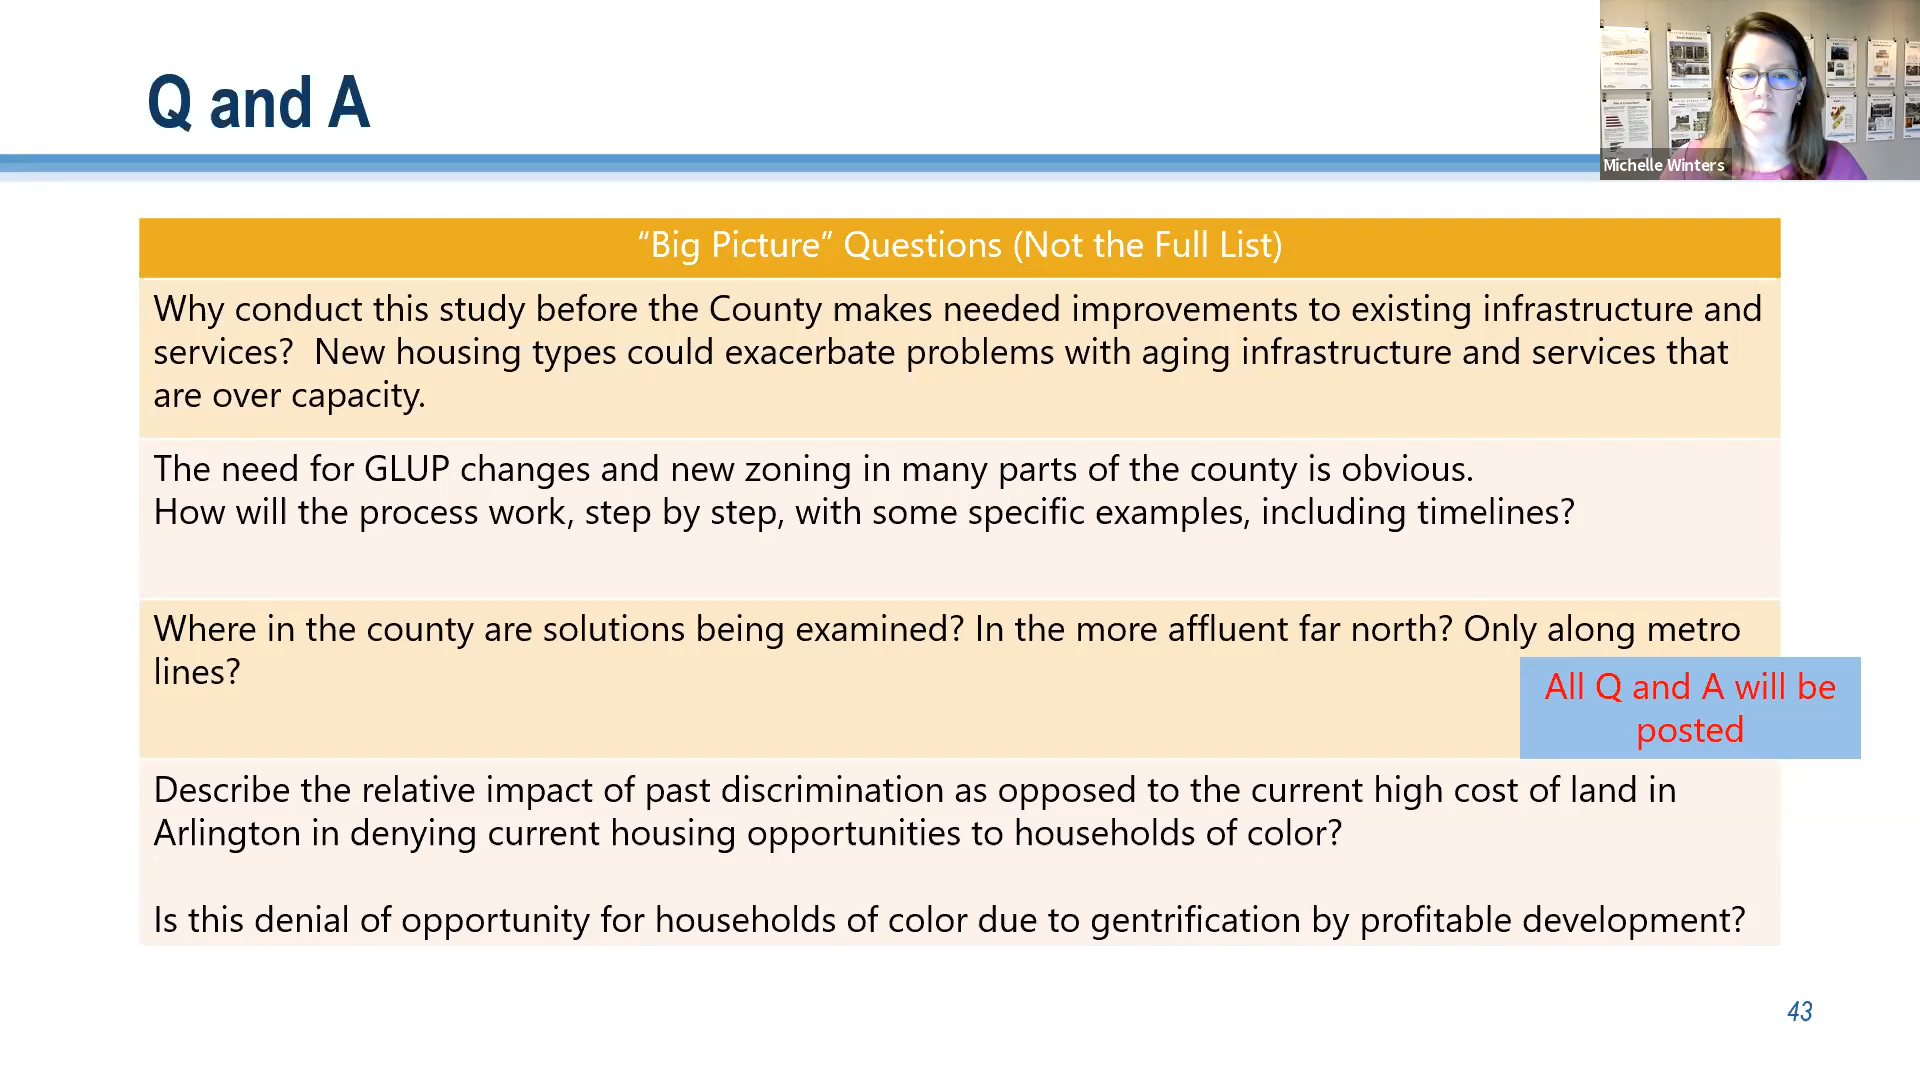 Q and A
Michelle Winters
“Big Picture” Questions (Not the Full List)
Why conduct this study before the County makes needed improvements to existing infrastructure and
services?  New housing types could exacerbate problems with aging infrastructure and services that
are over capacity.
The need for GLUP changes and new zoning in many parts of the county is obvious.
How will the process work, step by step, with some specific examples, including timelines?
Where in the county are solutions being examined? In the more affluent far north? Only along metro
lines?
All Q and A will be
posted
Describe the relative impact of past discrimination as opposed to the current high cost of land in
Arlington in denying current housing opportunities to households of color?
Is this denial of opportunity for households of color due to gentrification by profitable development?
43